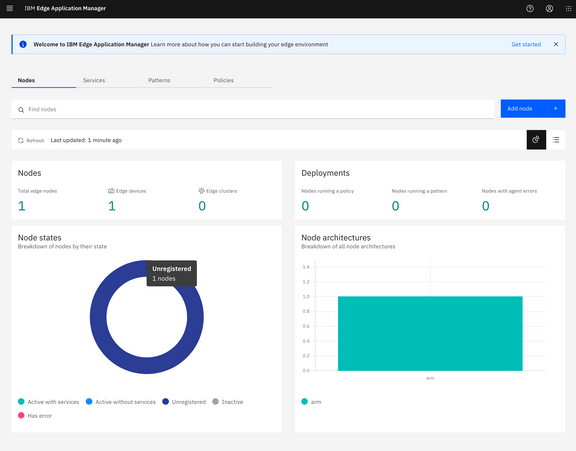 IBM Edge Application Manager
Welcome to IBM Edge Application Manager Learn more about how you can start building your edge environment
Get started
Nodes
Services
Patterns
Policies
Find nodes
Add node +
Refresh
Last updated: 1 minute ago
Nodes
Total edge nodes
Edge devices
Edge clusters
1
1
0
Deployments
Nodes running a policy
Nodes running a pattern
Nodes with agent errors
0
0
0
Node states
Breakdown of nodes by their state
Unregistered
1 nodes
Active with services
Active without services
Unregistered
Inactive
Has error
Node architectures
Breakdown of all node architectures
1.4
1.2
1.0
0.8
0.6
0.4
0.2
0.0
arm
arm